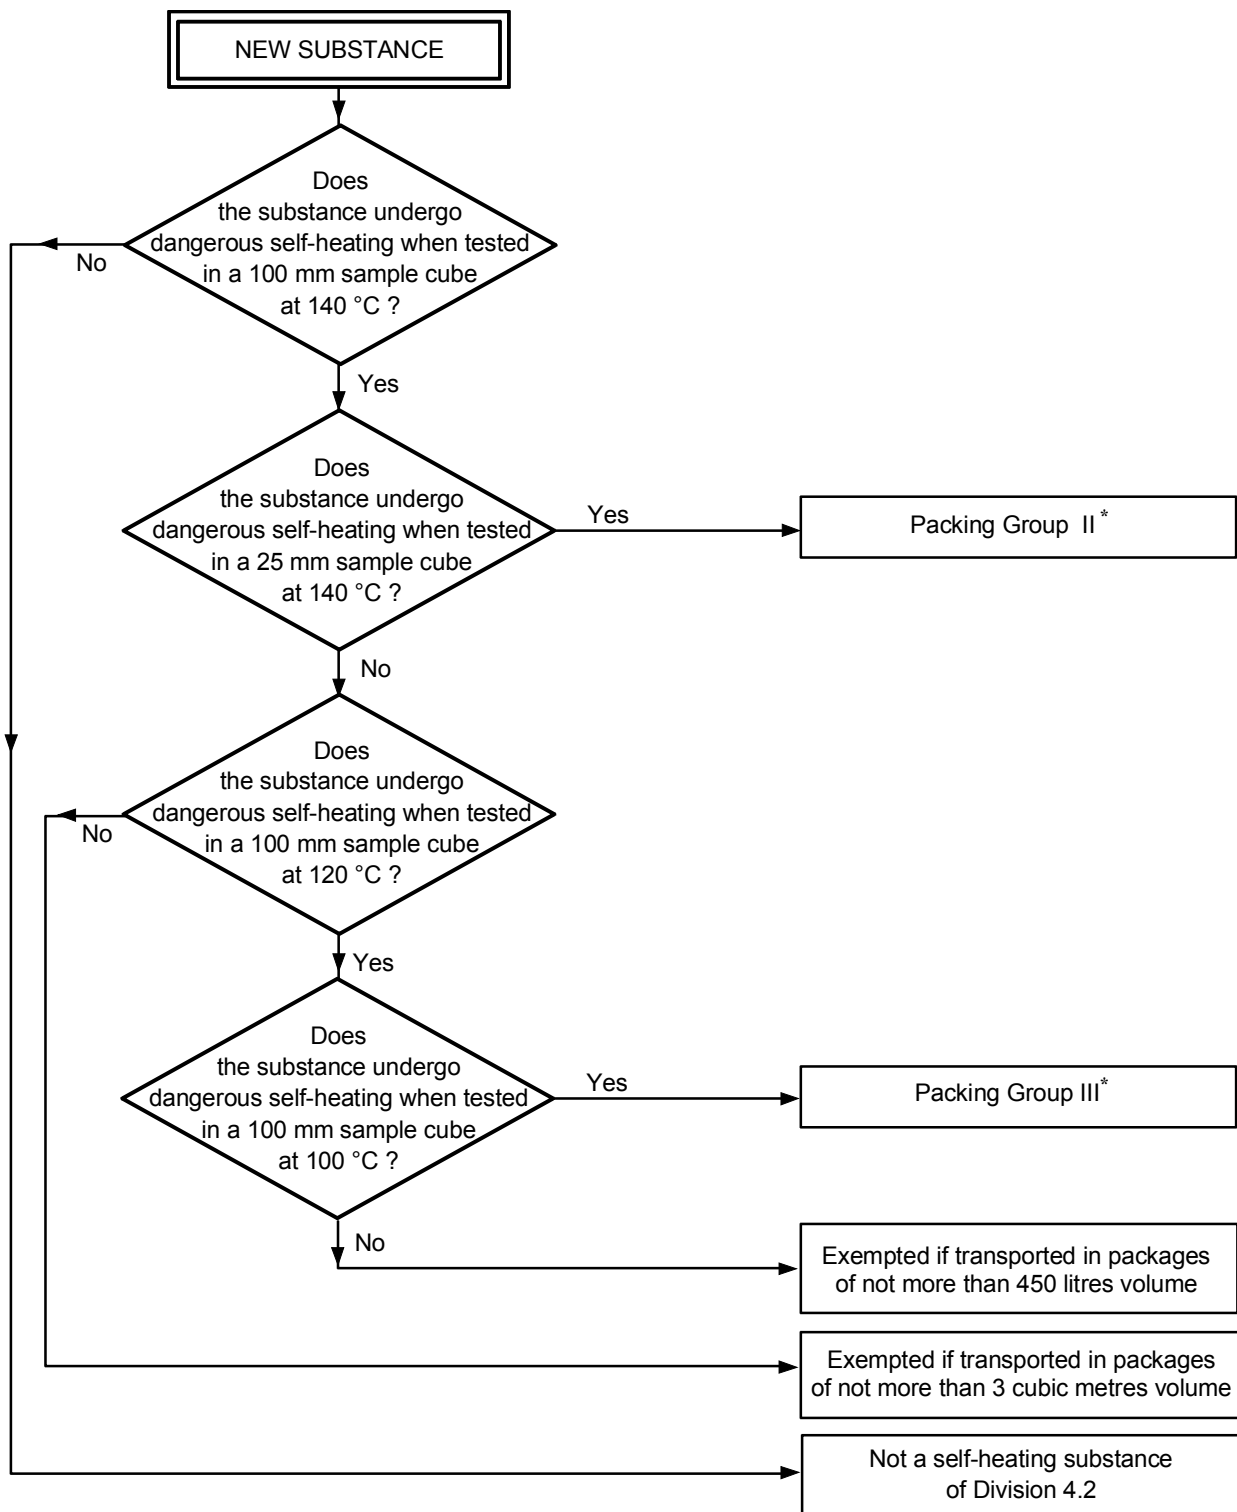 NEW SUBSTANCE
Does
the substance undergo
dangerous self-heating when tested
in a 100 mm sample cube
at 140 °C ?
No
Yes
Does
the substance undergo
dangerous self-heating when tested
in a 25 mm sample cube
at 140 °C ?
Yes
Packing Group II *
No
Does
the substance undergo
dangerous self-heating when tested
in a 100 mm sample cube
at 120 °C ?
No
Yes
Does
the substance undergo
dangerous self-heating when tested
in a 100 mm sample cube
at 100 °C ?
Yes
Packing Group III*
No
Exempted if transported in packages
of not more than 450 litres volume
Exempted if transported in packages
of not more than 3 cubic metres volume
Not a self-heating substance
of Division 4.2